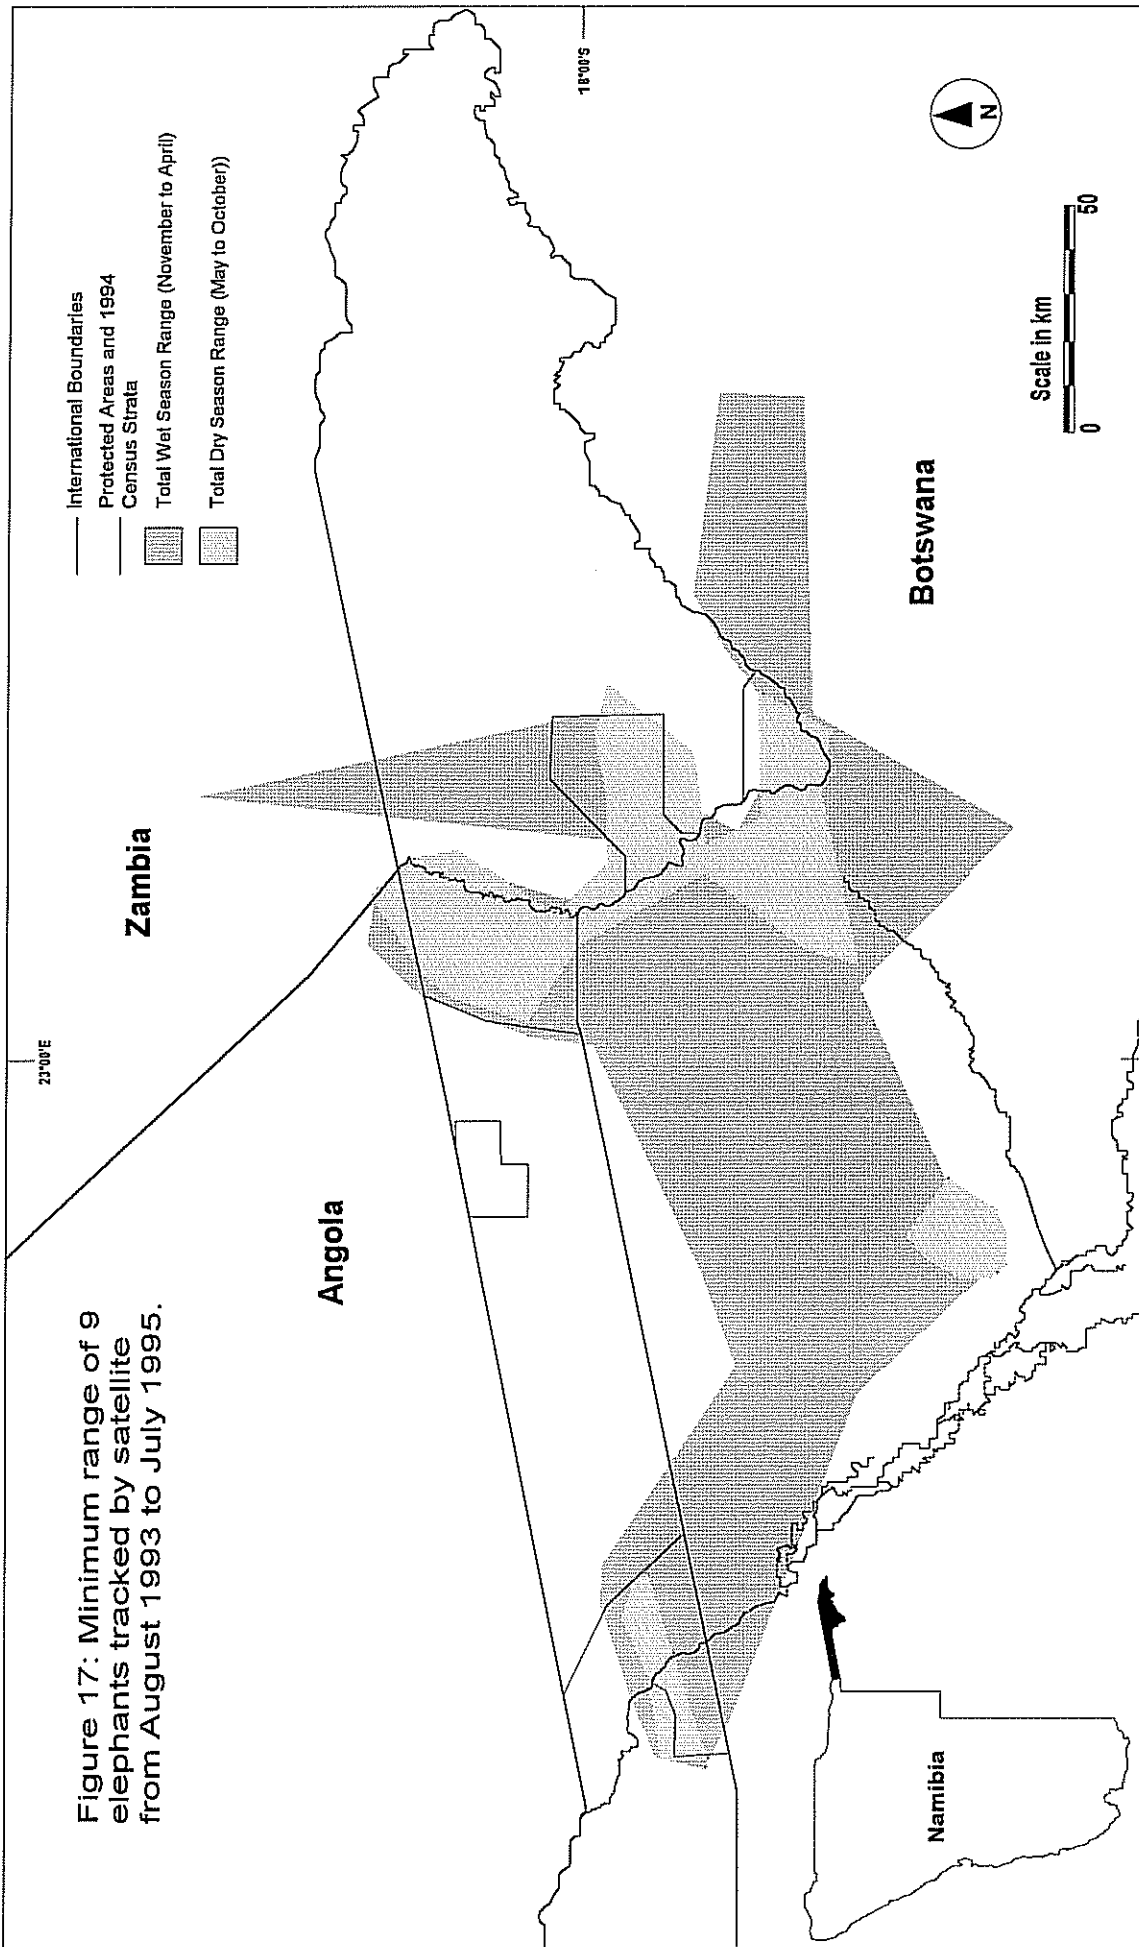 Figure 17: Minimum range of 9
elephants tracked by satellite
from August 1993 to July 1995.
23°00'E
International Boundaries
Protected Areas and 1994
Census Strata
Total Wet Season Range (November to April)
Total Dry Season Range (May to October))
18°00'S
Zambia
Angola
Botswana
Namibia
Scale in km
0
50
N